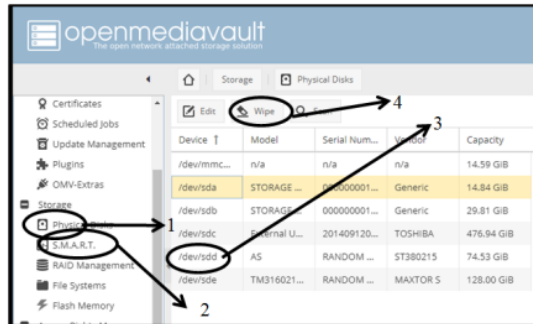 openmediavault
The open network attached storage solution
Storage Physical Disks
Certificates
Scheduled Jobs
Update Management
Plugins
OMV-Extras
Storage
Physical Disks
S.M.A.R.T.
RAID Management
File Systems
Flash Memory
Edit Wipe
4
3
Device Model Serial Num... Vendor Capacity
/dev/mmc... n/a n/a n/a 14.59 GiB
/dev/sda STORAGE ... 000000001... Generic 14.84 GiB
/dev/sdb STORAGE... 000000001... Generic 29.81 GiB
/dev/sdc External U... 201409120... TOSHIBA 476.94 GiB
/dev/sdd AS RANDOM ... ST380215 74.53 GiB
/dev/sde TM316021... RANDOM ... MAXTOR S 128.00 GiB
1
2